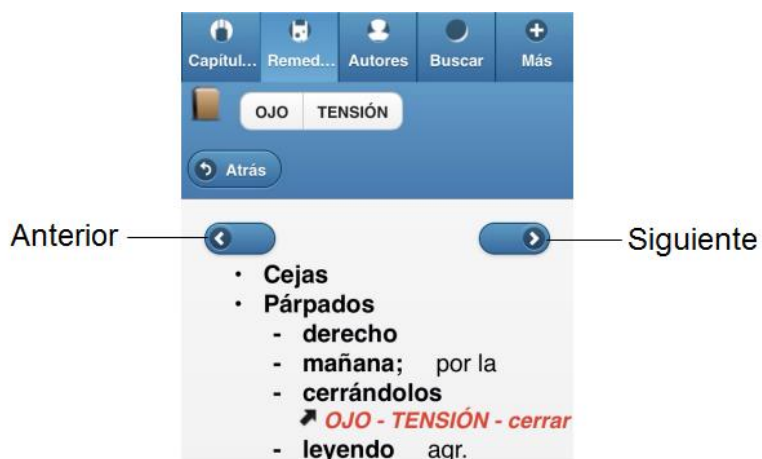 Capítul... Remed... Autores Buscar Más
OJO TENSIÓN
Atrás
Anterior Siguiente
• Cejas
• Párpados
- derecho
- mañana; por la
- cerrándolos
OJO - TENSIÓN - cerrar
- leyendo agr.